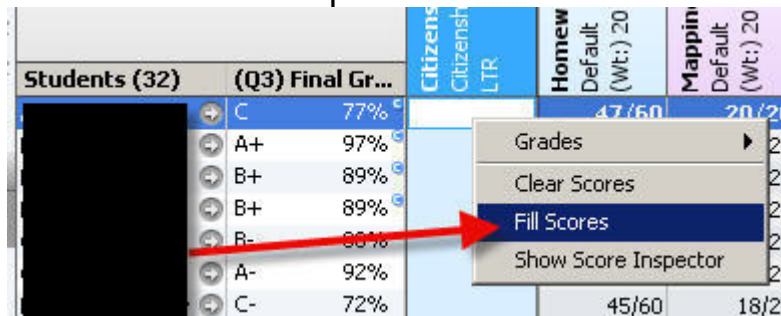 Students (32) (Q3) Final Gr...
Citizens
Citizensh
LTR
Homew
Default
(Wt:) 20
Mappin
Default
(Wt:) 20
C 77% c 47/60 20/2
A+ 97% c
B+ 89% c
B+ 89% c
B-
A- 92%
C- 72% 45/60 18/2
Grades
Clear Scores
Fill Scores
Show Score Inspector